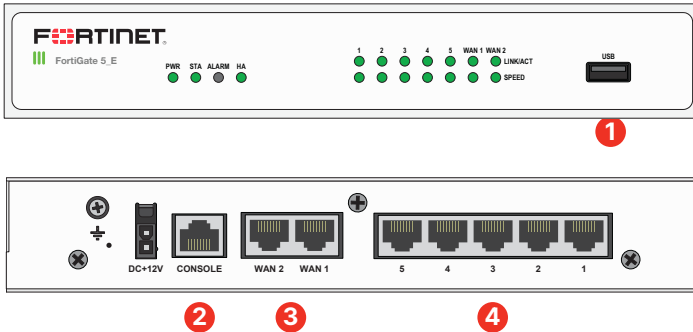 FORTINET
FortiGate 5_E
PWR STA ALARM HA
1 2 3 4 5 WAN 1 WAN 2
LINK/ACT
SPEED
USB
1
DC+12V CONSOLE WAN 2 WAN 1 5 4 3 2 1
2 3 4